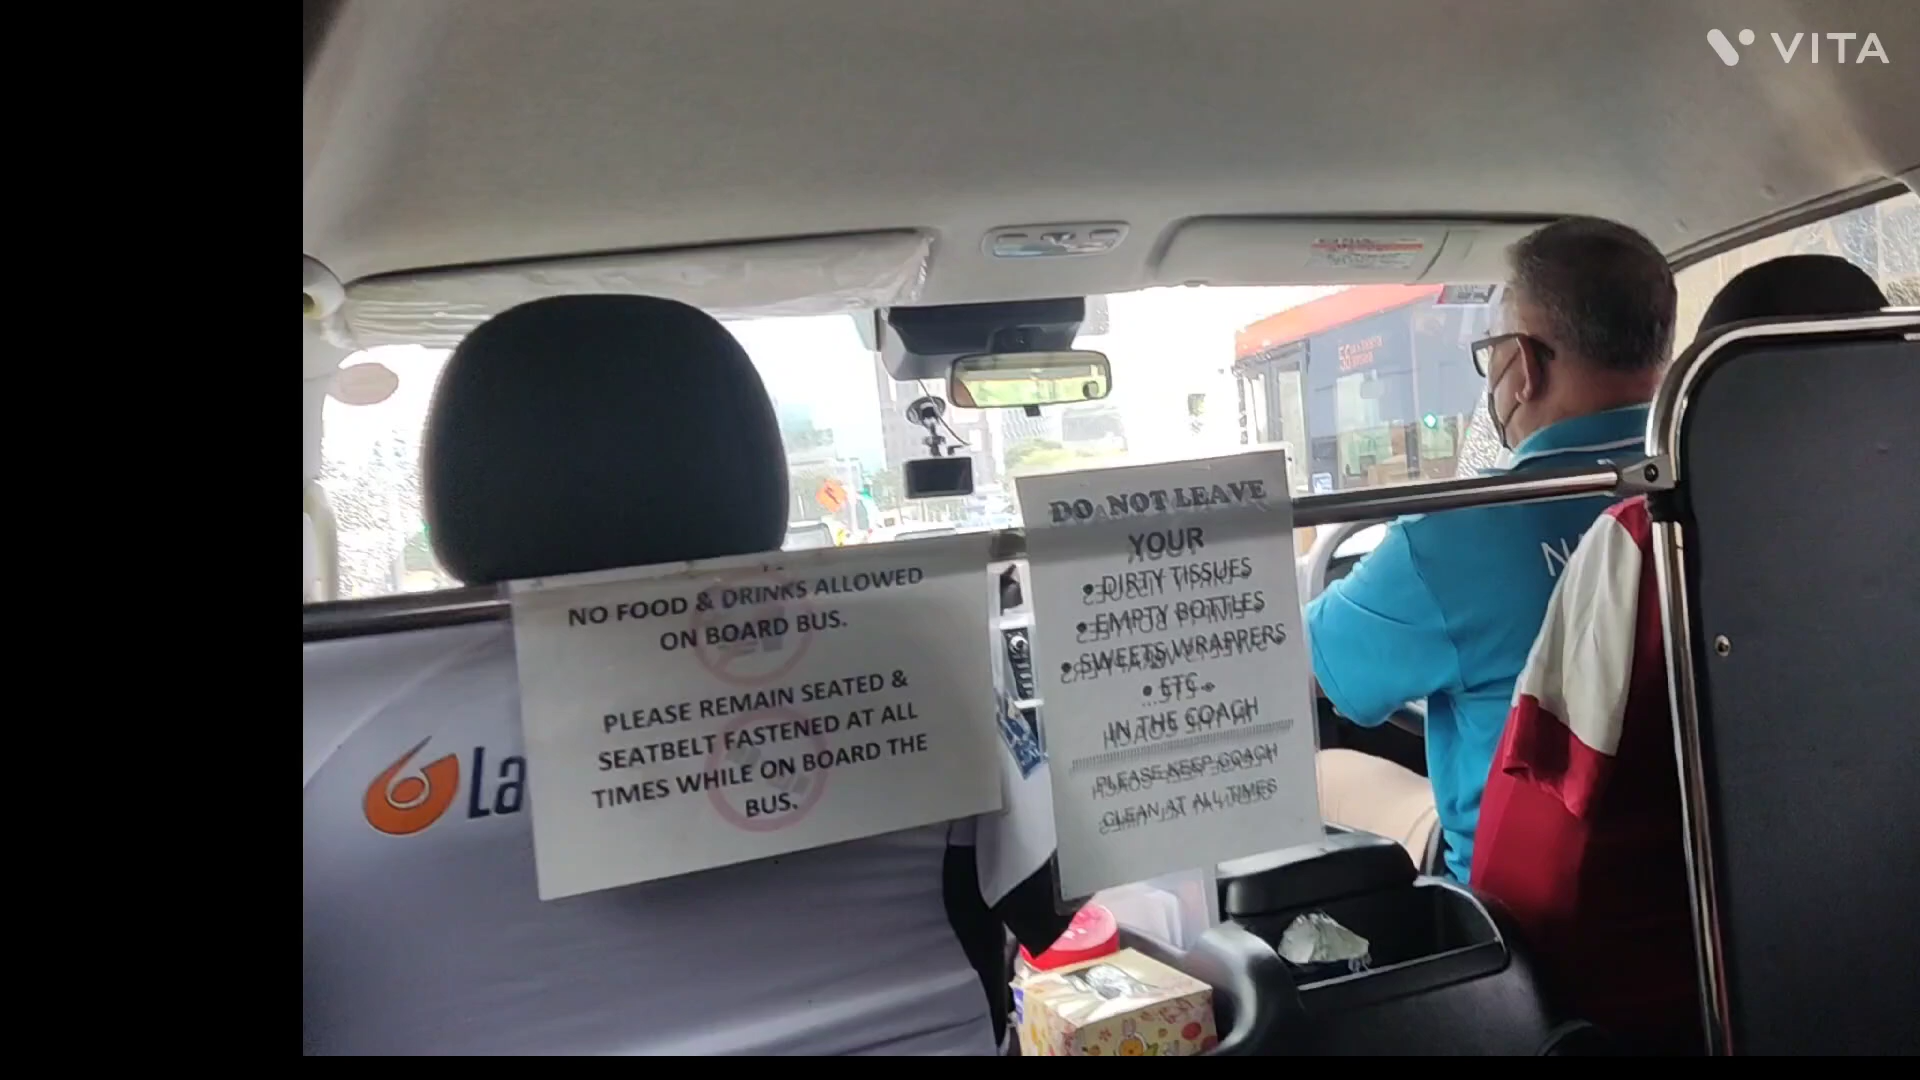 VITA
NO FOOD & DRINKS ALLOWED
ON BOARD BUS.
PLEASE REMAIN SEATED &
SEATBELT FASTENED AT ALL
TIMES WHILE ON BOARD THE
BUS.
DO NOT LEAVE
YOUR
• DIRTY TISSUES
• EMPTY BOTTLES
• SWEETS WRAPPERS
• ETC...
IN THE COACH
PLEASE KEEP COACH
CLEAN AT ALL TIMES
La